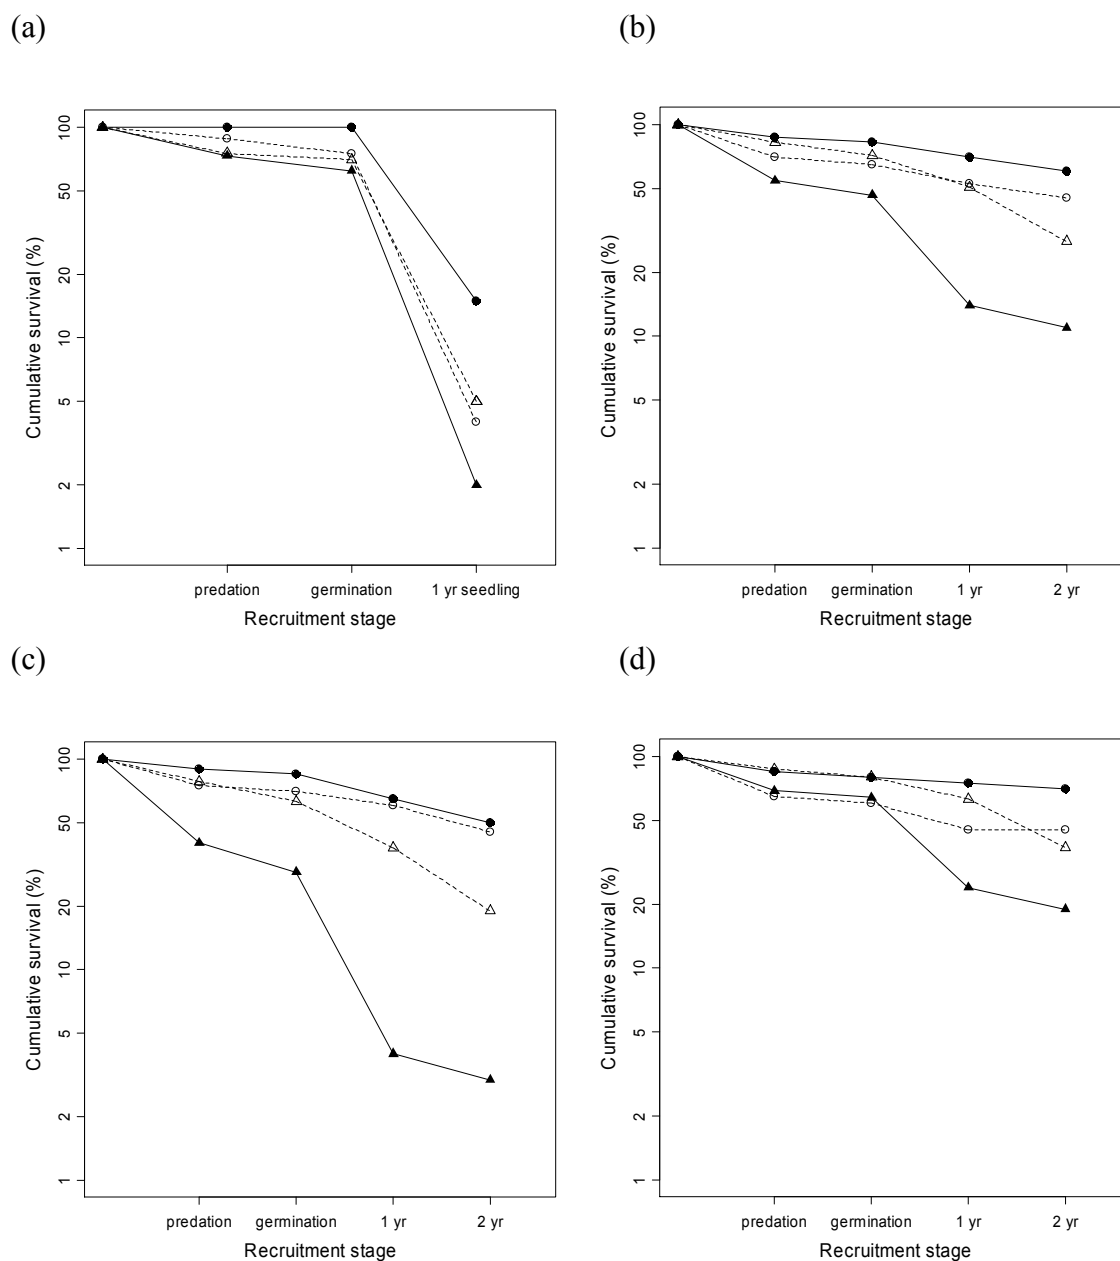 (a)
Cumulative survival (%)
100
50
20
10
5
2
1
predation germination 1 yr seedling
Recruitment stage
(b)
Cumulative survival (%)
100
50
20
10
5
2
1
predation germination 1 yr 2 yr
Recruitment stage
(c)
Cumulative survival (%)
100
50
20
10
5
2
1
predation germination 1 yr 2 yr
Recruitment stage
(d)
Cumulative survival (%)
100
50
20
10
5
2
1
predation germination 1 yr 2 yr
Recruitment stage